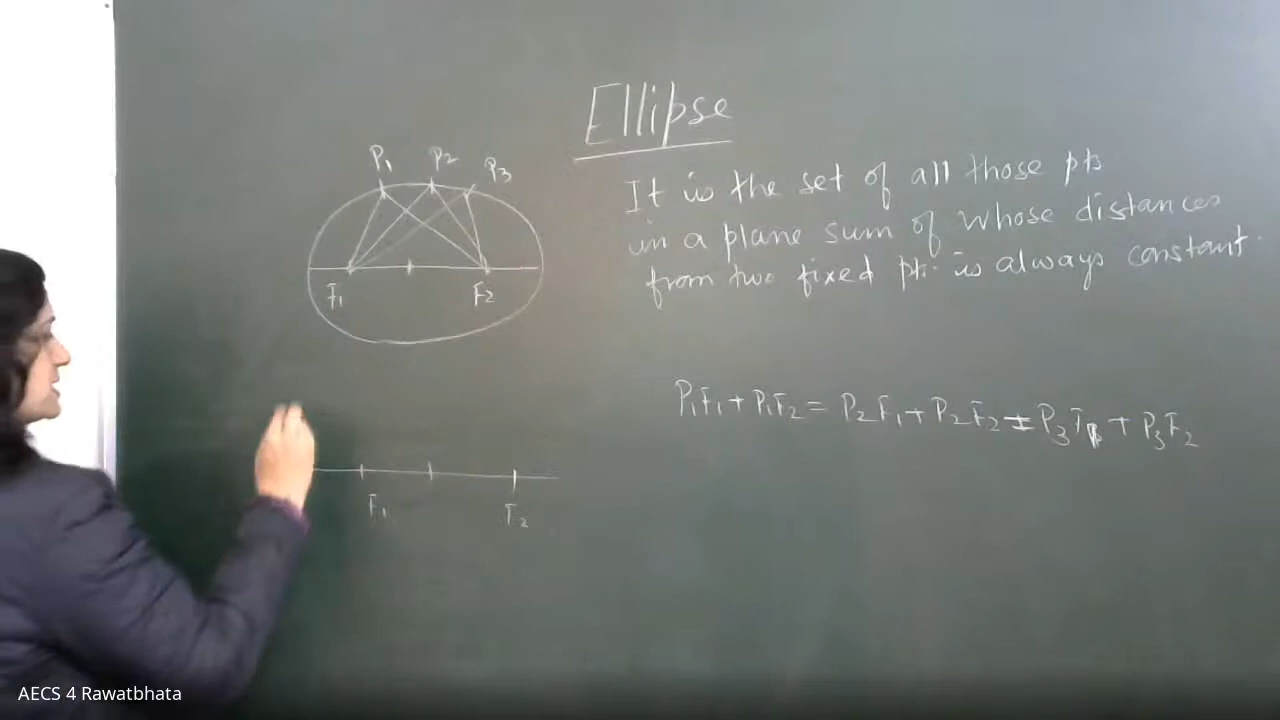 Ellipse
P1 P2 P3
It is the set of all those pts
in a plane sum of whose distances
from two fixed pts. is always constant.
F1 F2
P1F1 + P1F2 = P2F1 + P2F2 = P3F1 + P3F2
F1 F2
AECS 4 Rawatbhata